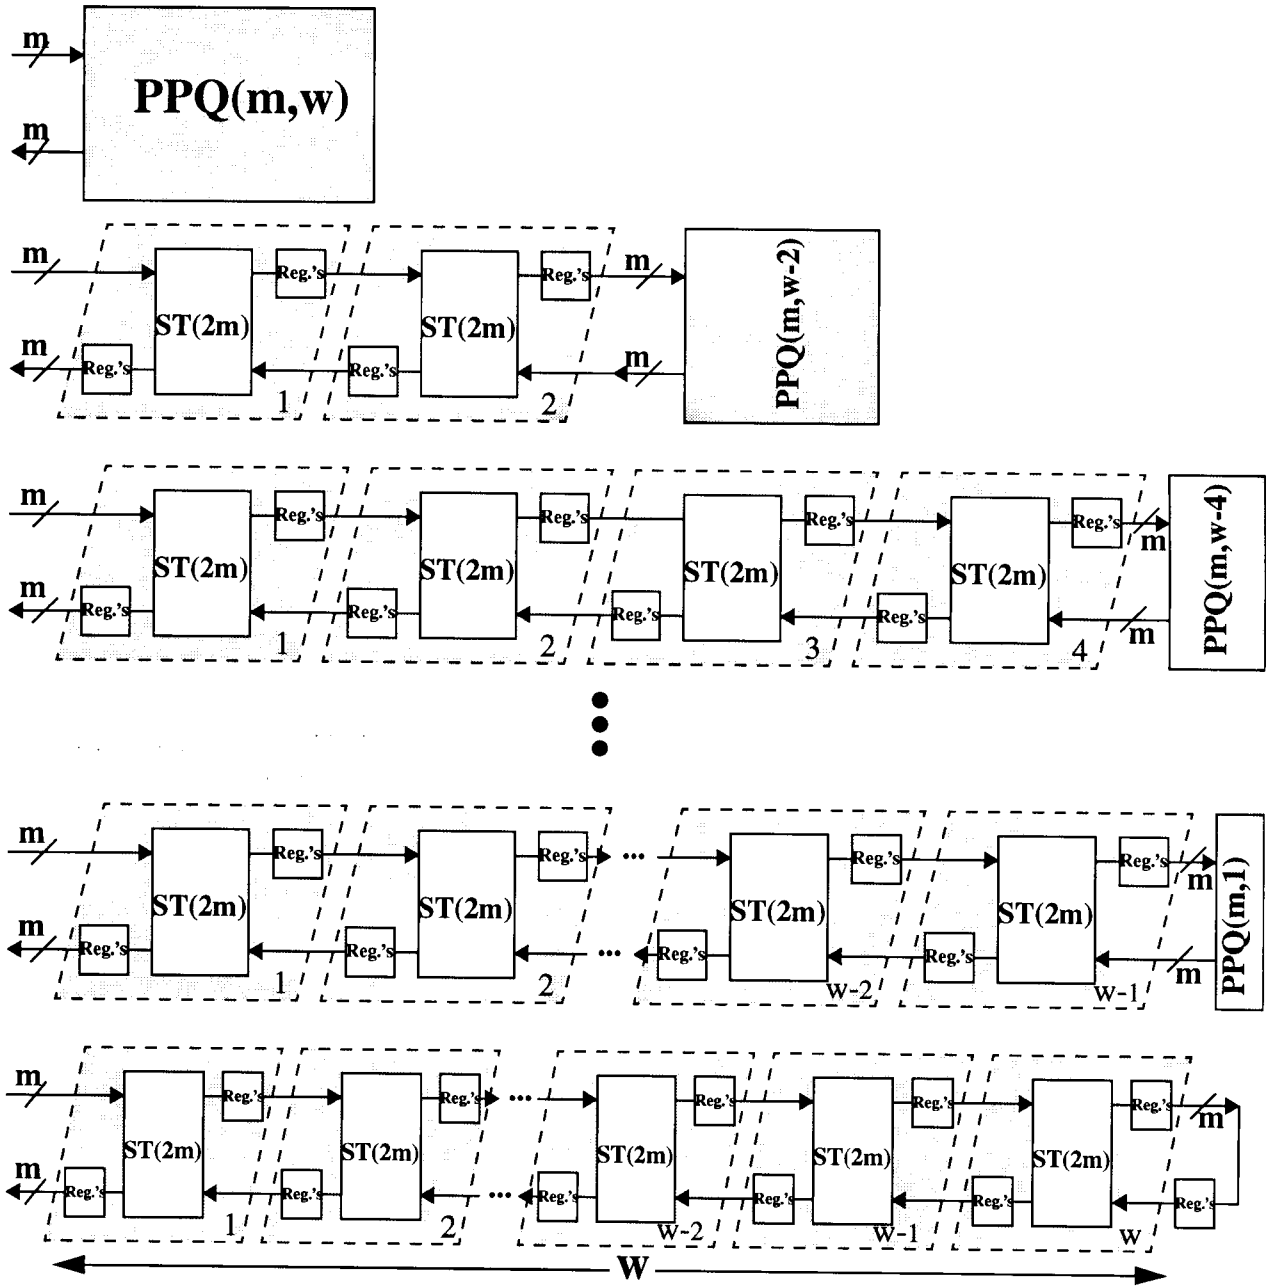 m
PPQ(m,w)
m
m
Reg.'s
Reg.'s
m
ST(2m)
ST(2m)
PPQ(m,w-2)
m
Reg.'s
Reg.'s
m
1
2
m
Reg.'s
Reg.'s
Reg.'s
Reg.'s
m
ST(2m)
ST(2m)
ST(2m)
ST(2m)
PPQ(m,w-4)
m
Reg.'s
Reg.'s
Reg.'s
Reg.'s
m
1
2
3
4
m
Reg.'s
Reg.'s
...
Reg.'s
Reg.'s
m
ST(2m)
ST(2m)
ST(2m)
ST(2m)
PPQ(m,1)
m
Reg.'s
Reg.'s
...
Reg.'s
Reg.'s
m
1
2
w-2
w-1
m
Reg.'s
Reg.'s
...
Reg.'s
Reg.'s
Reg.'s
m
ST(2m)
ST(2m)
ST(2m)
ST(2m)
ST(2m)
m
Reg.'s
Reg.'s
...
Reg.'s
Reg.'s
Reg.'s
Reg.'s
1
2
w-2
w-1
w
W